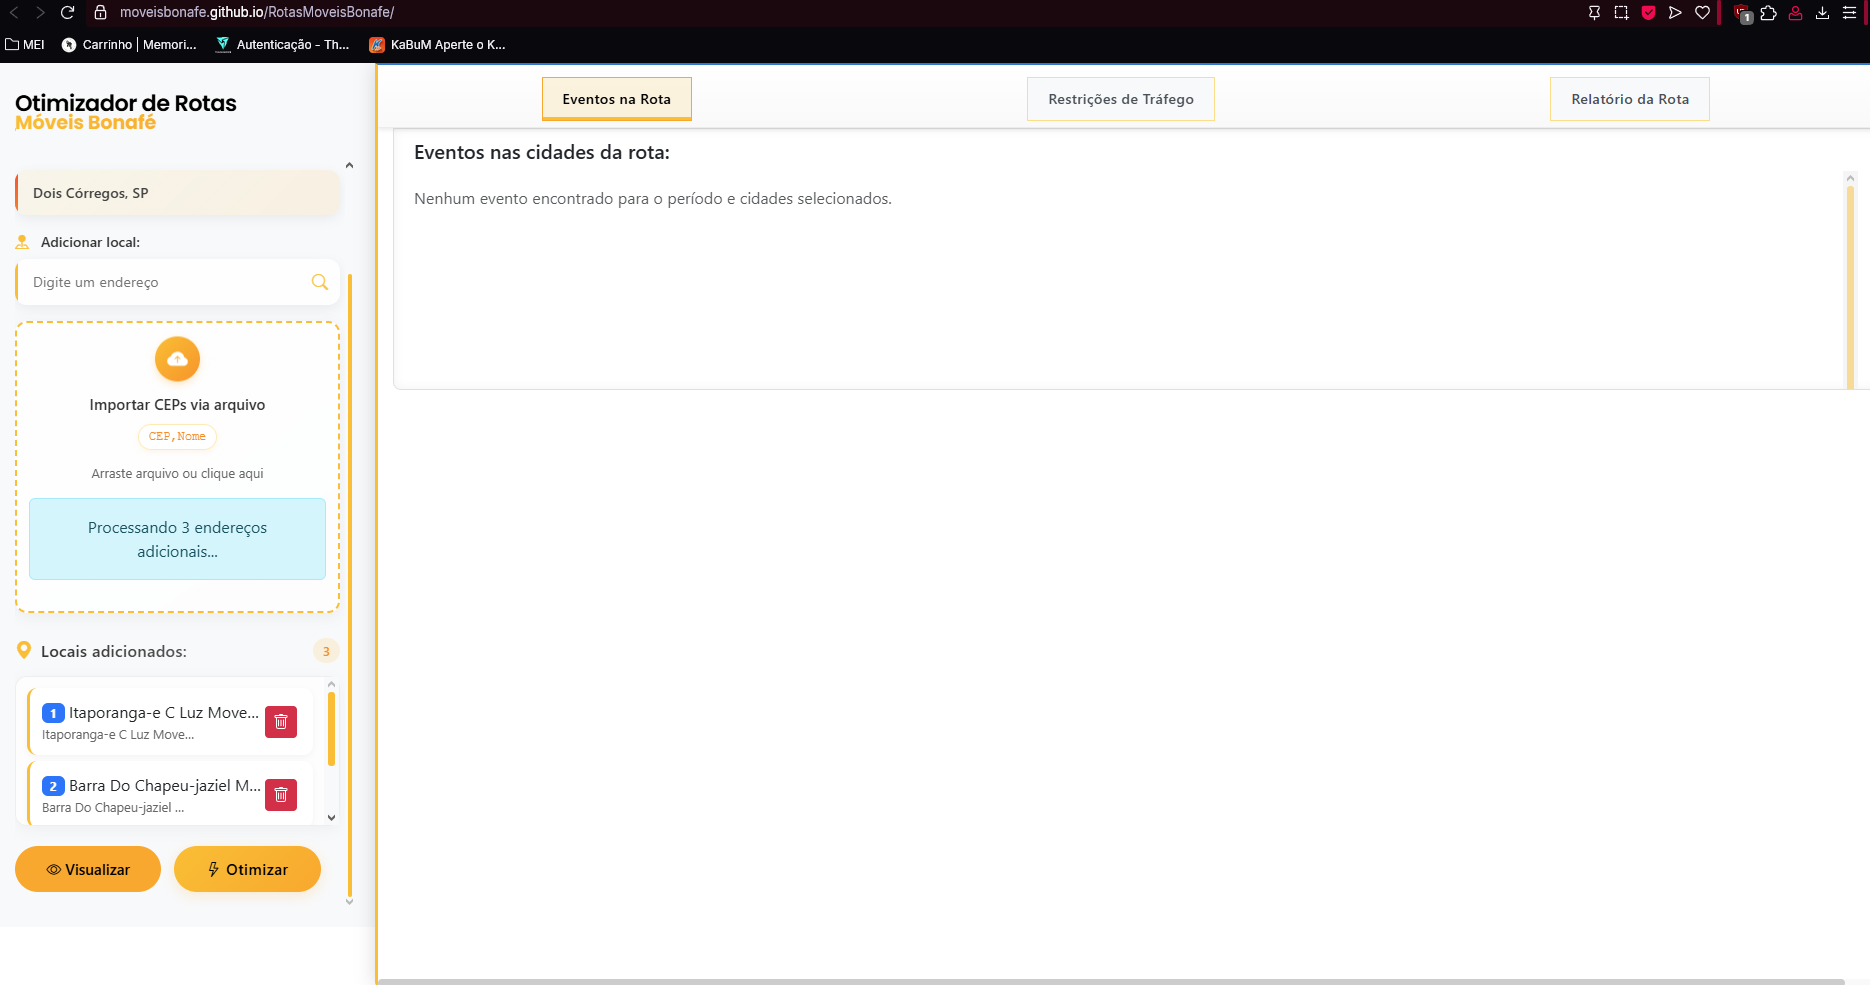 moveisbonafe.github.io/RotasMoveisBonafe/
1
MEI
Carrinho | Memori...
Autenticação - Th...
KaBuM Aperte o K...
Otimizador de Rotas
Móveis Bonafé
Dois Córregos, SP
Adicionar local:
Digite um endereço
Importar CEPs via arquivo
CEP,Nome
Arraste arquivo ou clique aqui
Processando 3 endereços
adicionais...
Locais adicionados:
3
1 Itaporanga-e C Luz Move...
Itaporanga-e C Luz Move...
2 Barra Do Chapeu-jaziel M...
Barra Do Chapeu-jaziel ...
Visualizar
Otimizar
Eventos na Rota
Restrições de Tráfego
Relatório da Rota
Eventos nas cidades da rota:
Nenhum evento encontrado para o período e cidades selecionados.